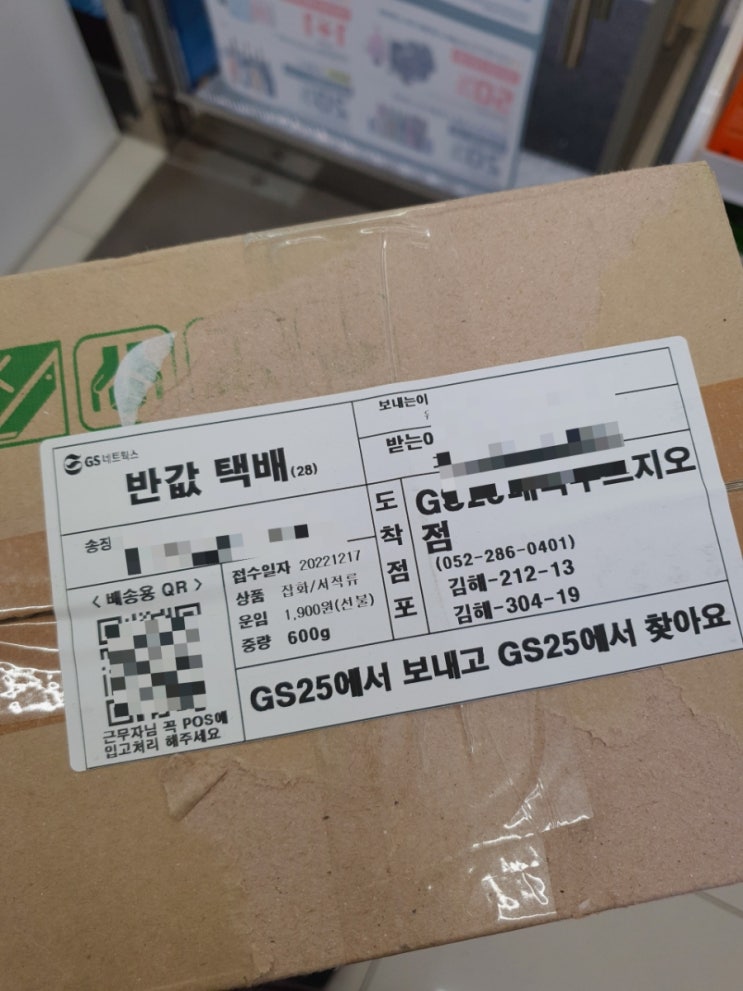 GS네트웍스
반값 택배(28)
보내는이
받는이
송장
접수일자 20221217
상품 잡화/서적류
운임 1,900원(선불)
중량 600g
< 배송용 QR >
근무자님 꼭 POS에
입고처리 해주세요
도착점포
점
(052-286-0401)
김해-212-13
김해-304-19
GS25에서 보내고 GS25에서 찾아요
1+1